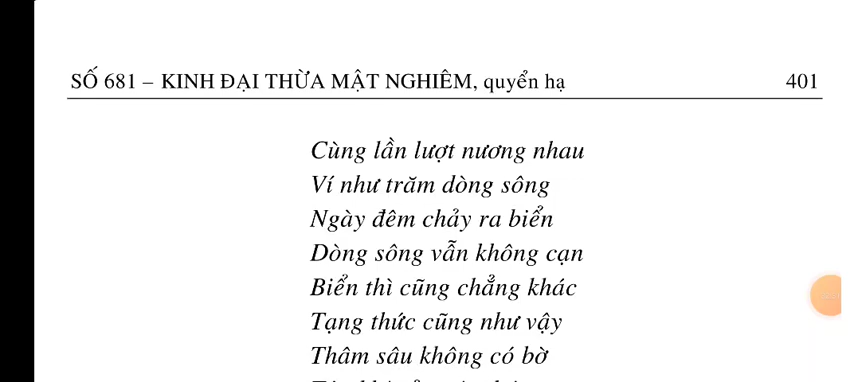 SỐ 681 – KINH ĐẠI THỪA MẬT NGHIÊM, quyển hạ 401
Cùng lần lượt nương nhau
Ví như trăm dòng sông
Ngày đêm chảy ra biển
Dòng sông vẫn không cạn
Biển thì cũng chẳng khác
Tạng thức cũng như vậy
Thâm sâu không có bờ